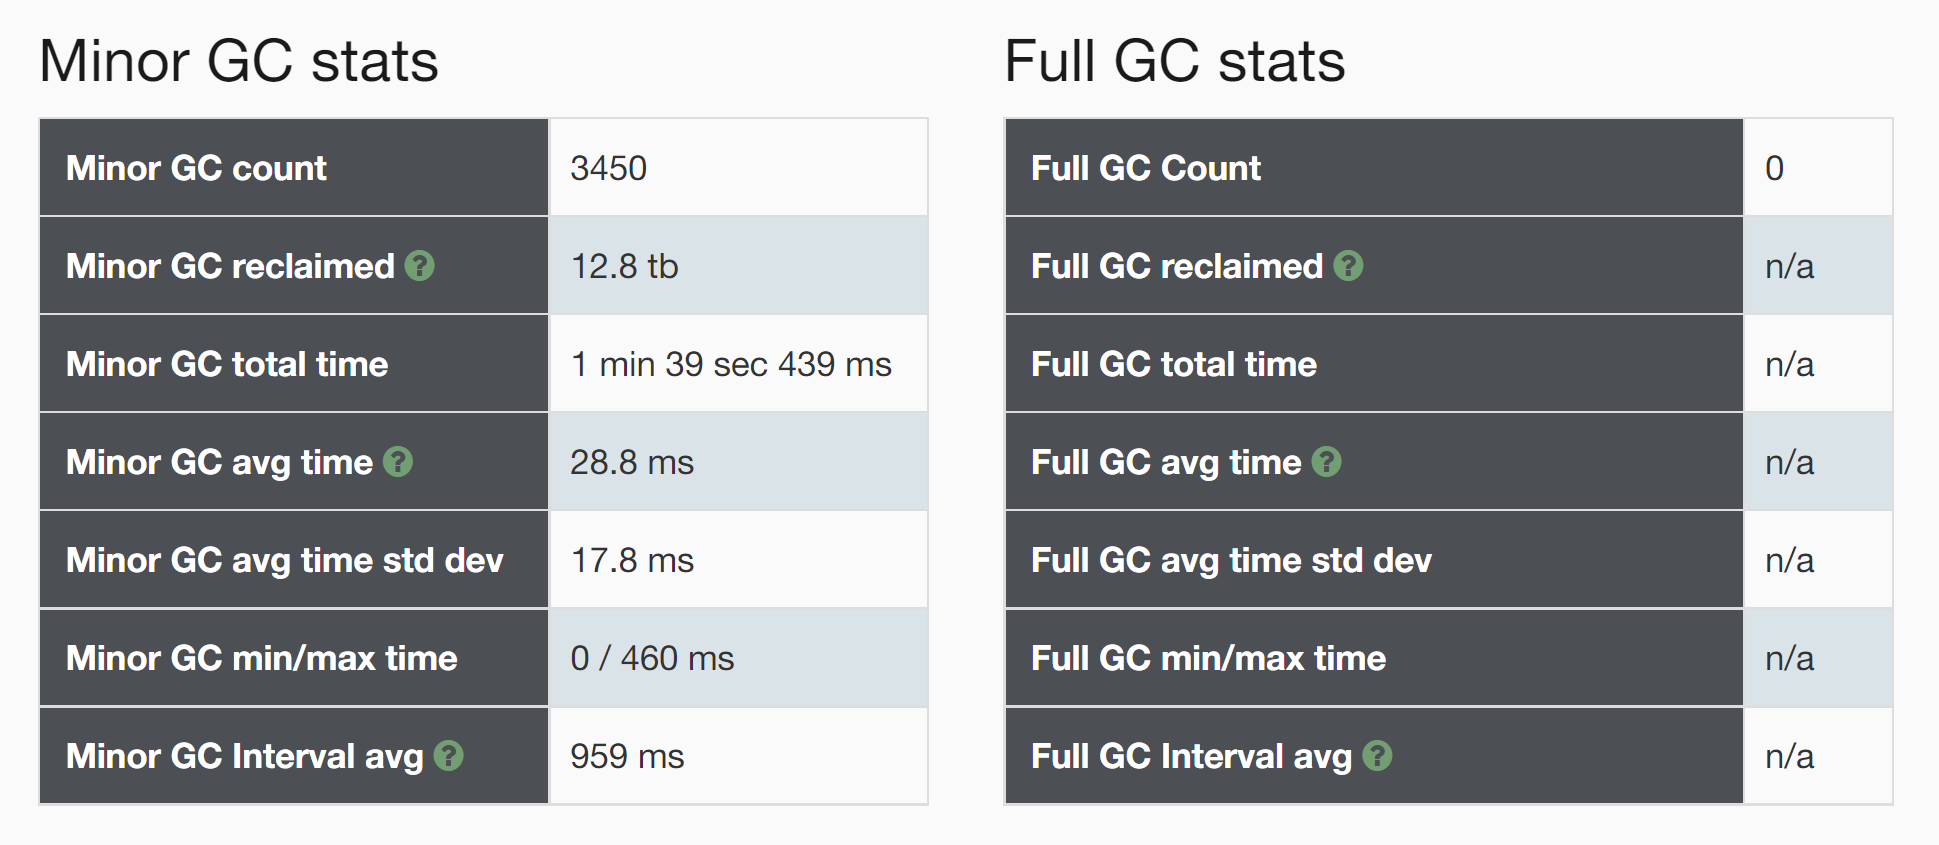 Minor GC stats
Minor GC count 3450
Minor GC reclaimed ? 12.8 tb
Minor GC total time 1 min 39 sec 439 ms
Minor GC avg time ? 28.8 ms
Minor GC avg time std dev 17.8 ms
Minor GC min/max time 0 / 460 ms
Minor GC Interval avg ? 959 ms
Full GC stats
Full GC Count 0
Full GC reclaimed ? n/a
Full GC total time n/a
Full GC avg time ? n/a
Full GC avg time std dev n/a
Full GC min/max time n/a
Full GC Interval avg ? n/a